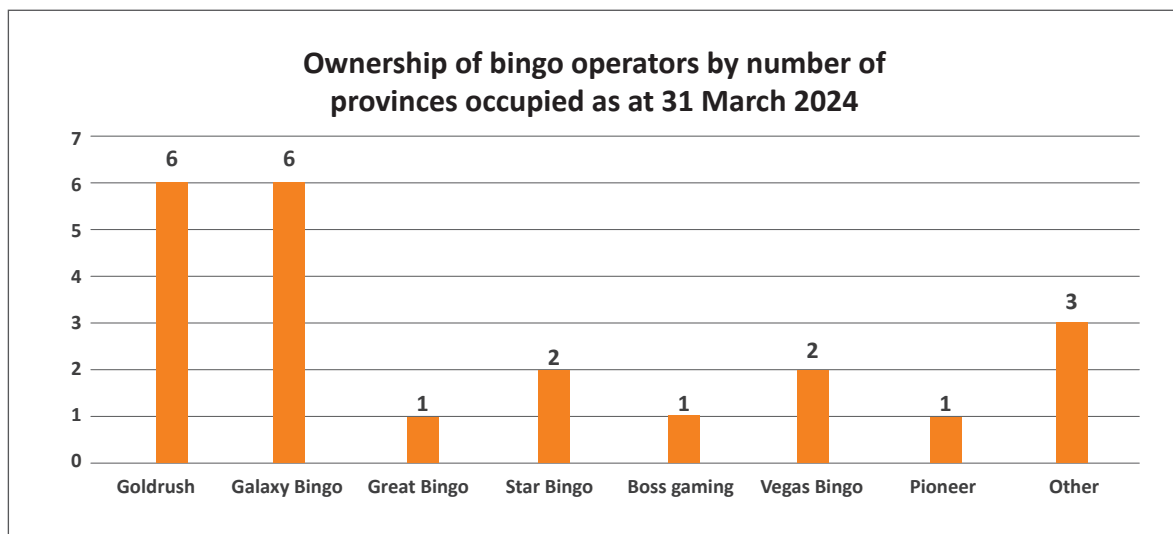 Ownership of bingo operators by number of
provinces occupied as at 31 March 2024
7
6
5
4
3
2
1
0
6
6
1
2
1
2
1
3
Goldrush
Galaxy Bingo
Great Bingo
Star Bingo
Boss gaming
Vegas Bingo
Pioneer
Other